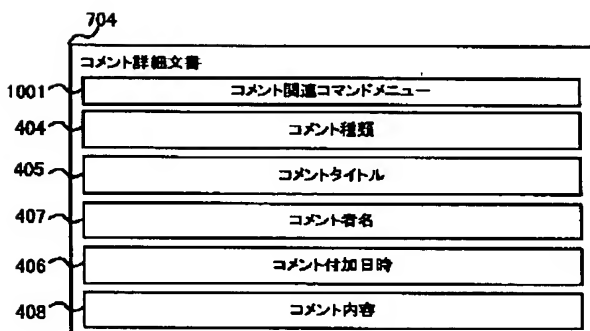 704
コメント詳細文書
1001 コメント関連コマンドメニュー
404 コメント種類
405 コメントタイトル
407 コメント者名
406 コメント付加日時
408 コメント内容